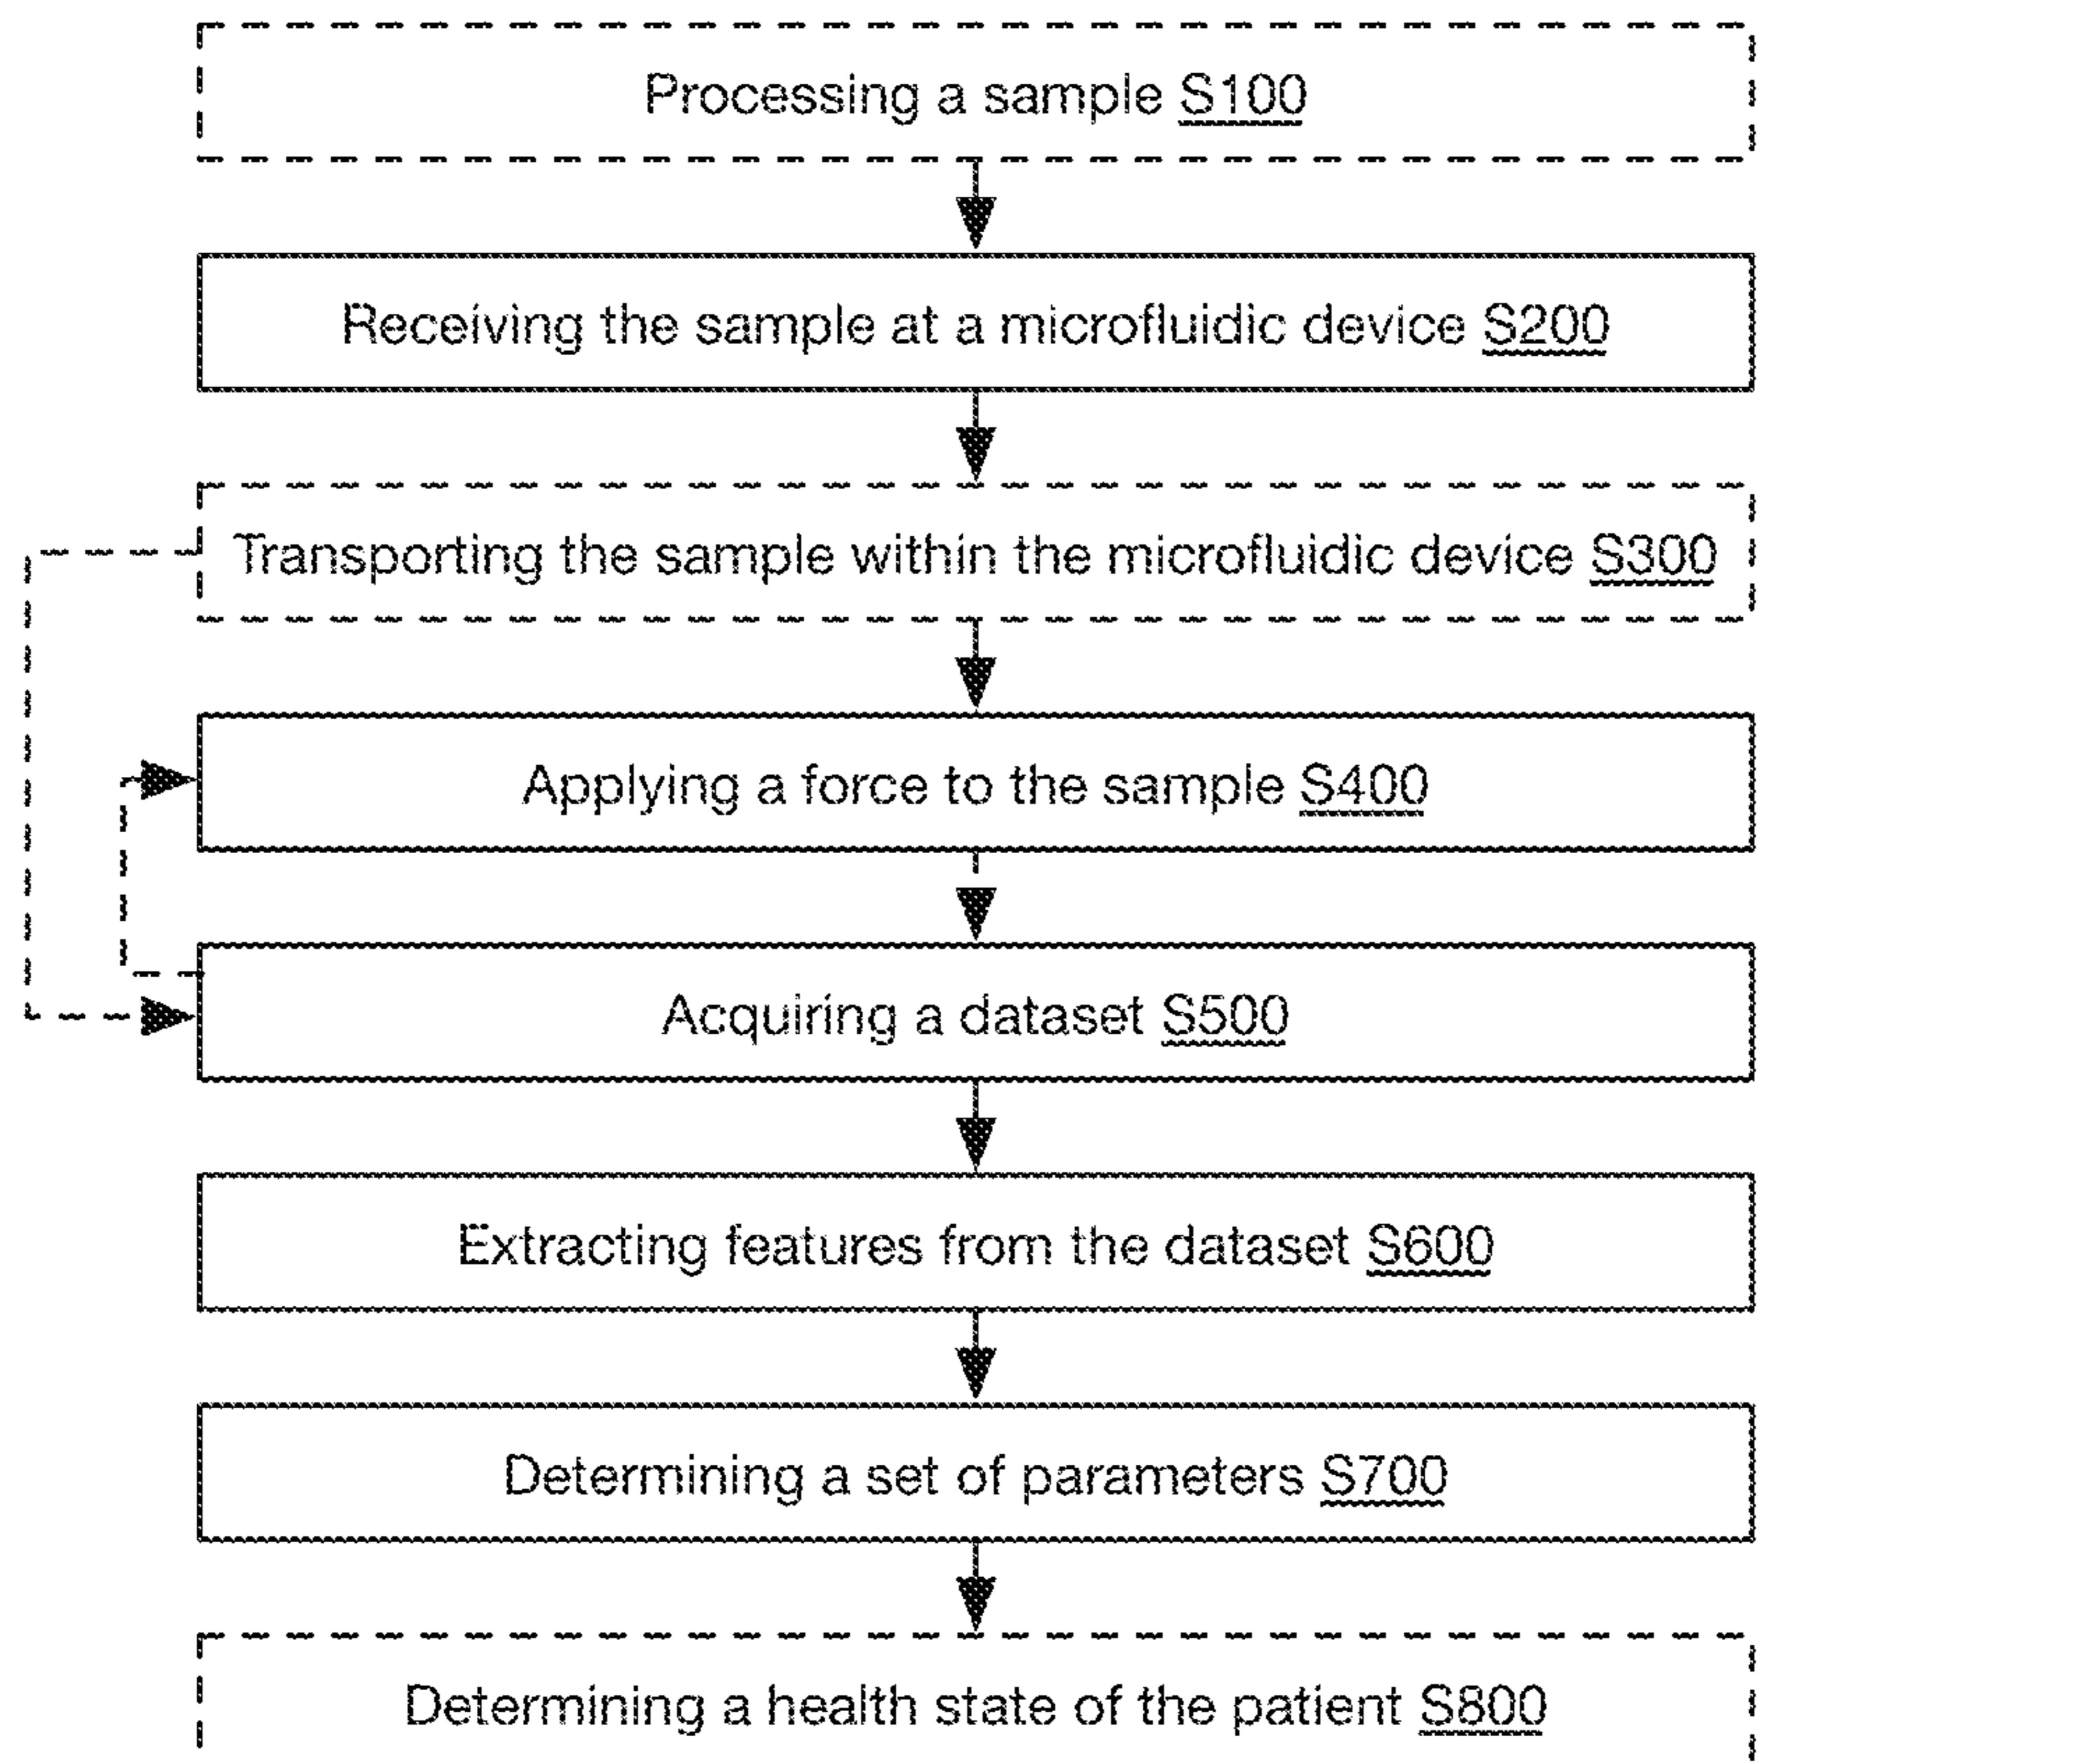 Processing a sample S100
Receiving the sample at a microfluidic device S200
Transporting the sample within the microfluidic device S300
Applying a force to the sample S400
Acquiring a dataset S500
Extracting features from the dataset S600
Determining a set of parameters S700
Determining a health state of the patient S800